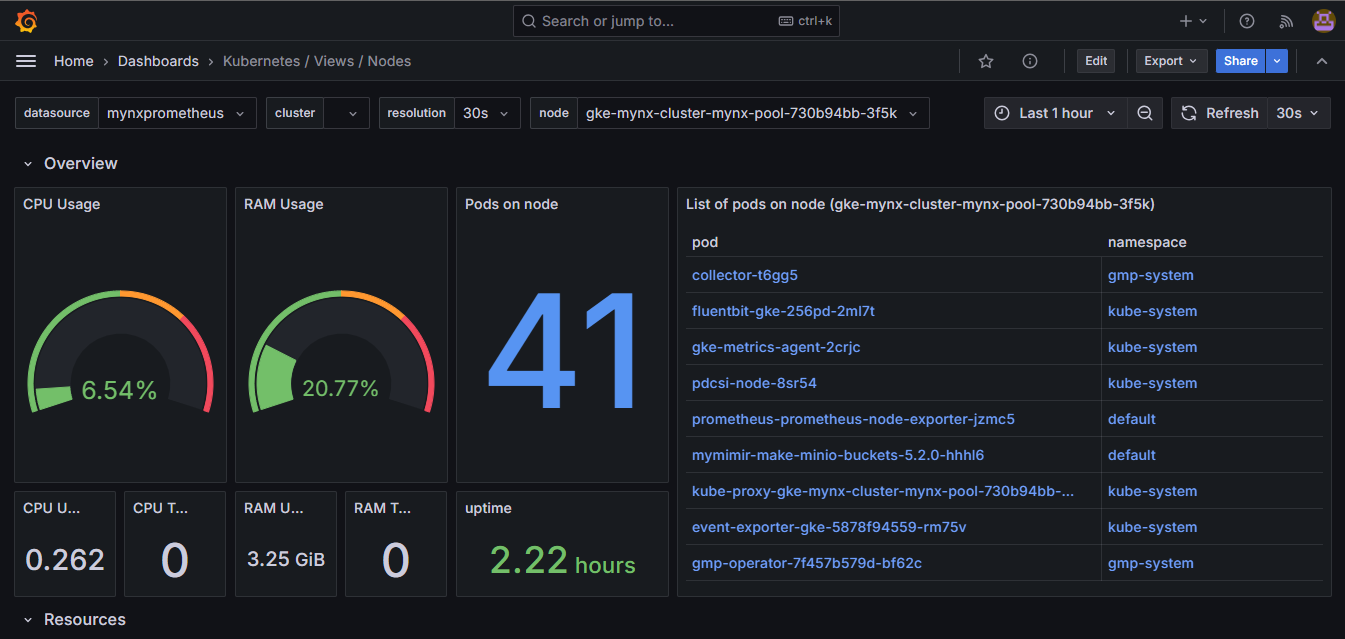 Search or jump to... ctrl+k
Home › Dashboards › Kubernetes / Views / Nodes Edit Export Share
datasource mynxprometheus cluster resolution 30s node gke-mynx-cluster-mynx-pool-730b94bb-3f5k Last 1 hour Refresh 30s
Overview
CPU Usage
6.54%
RAM Usage
20.77%
Pods on node
41
List of pods on node (gke-mynx-cluster-mynx-pool-730b94bb-3f5k)
pod namespace
collector-t6gg5 gmp-system
fluentbit-gke-256pd-2ml7t kube-system
gke-metrics-agent-2crjc kube-system
pdcsi-node-8sr54 kube-system
prometheus-prometheus-node-exporter-jzmc5 default
mymimir-make-minio-buckets-5.2.0-hhhl6 default
kube-proxy-gke-mynx-cluster-mynx-pool-730b94bb-... kube-system
event-exporter-gke-5878f94559-rm75v kube-system
gmp-operator-7f457b579d-bf62c gmp-system
CPU U...
0.262
CPU T...
0
RAM U...
3.25 GiB
RAM T...
0
uptime
2.22 hours
Resources